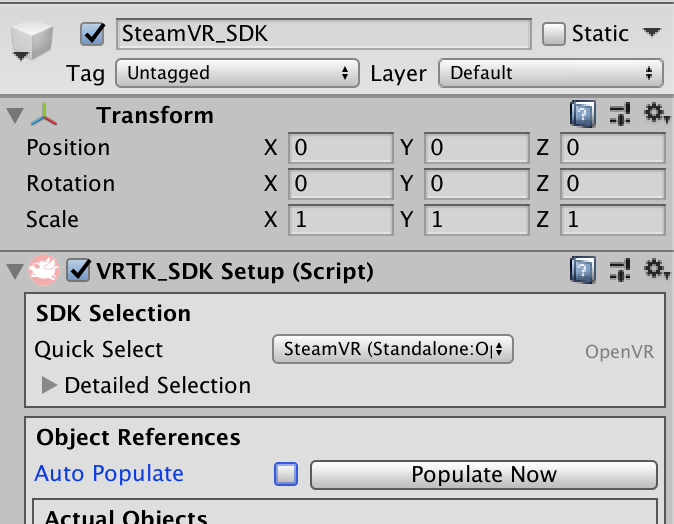 SteamVR_SDK Static
Tag Untagged Layer Default
Transform
Position X 0 Y 0 Z 0
Rotation X 0 Y 0 Z 0
Scale X 1 Y 1 Z 1
VRTK_SDK Setup (Script)
SDK Selection
Quick Select SteamVR (Standalone:O OpenVR
Detailed Selection
Object References
Auto Populate Populate Now
Actual Objects